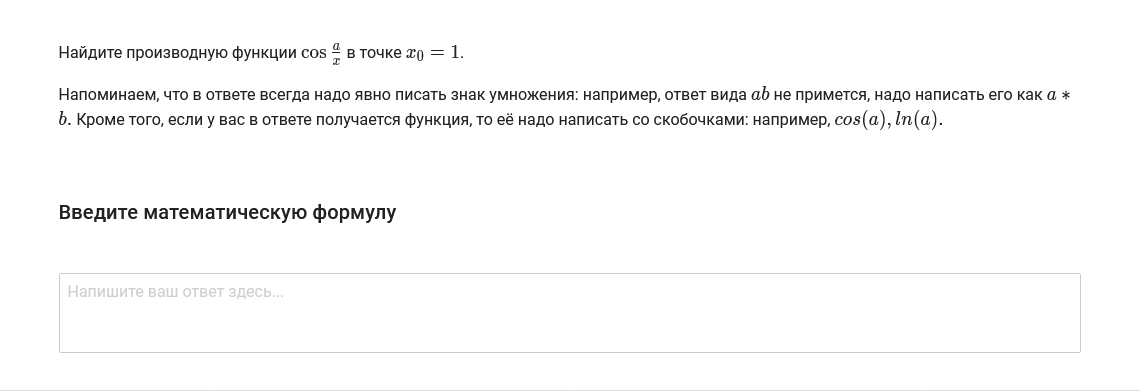 Найдите производную функции cos a/x в точке x₀ = 1.
Напоминаем, что в ответе всегда надо явно писать знак умножения: например, ответ вида ab не примется, надо написать его как a ∗
b. Кроме того, если у вас в ответе получается функция, то её надо написать со скобочками: например, cos(a), ln(a).
Введите математическую формулу
Напишите ваш ответ здесь...